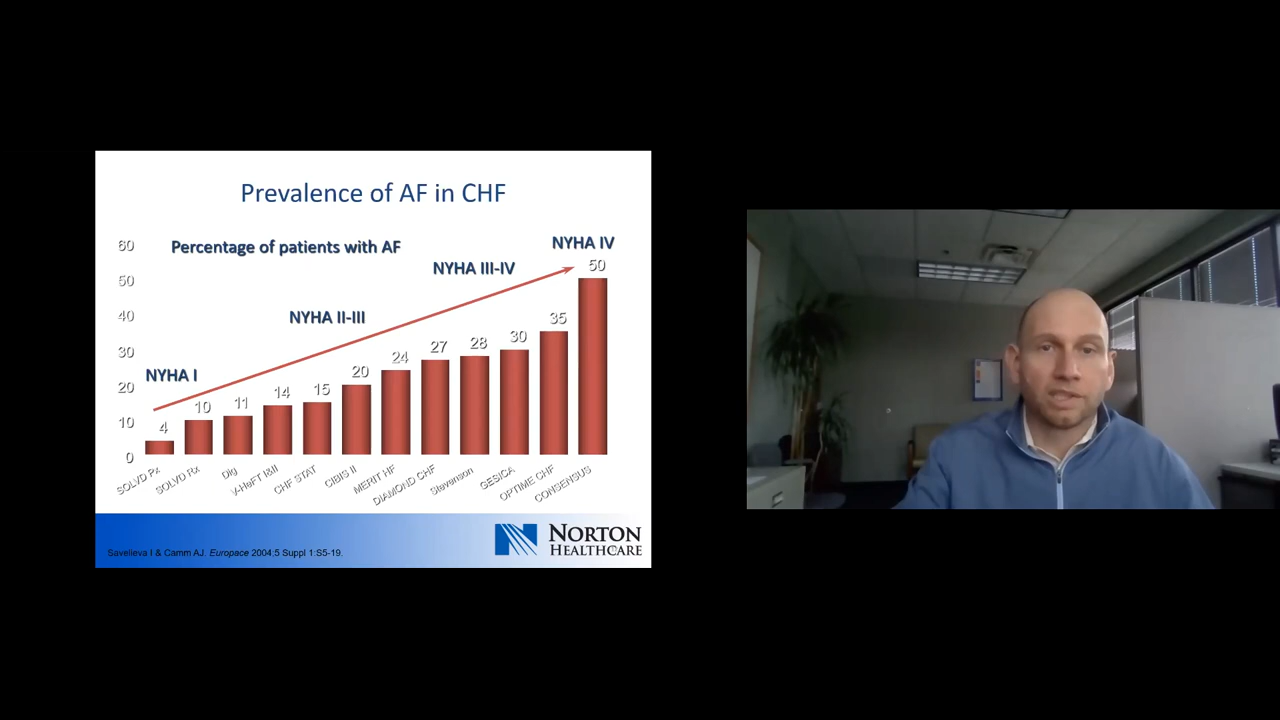 Prevalence of AF in CHF
Percentage of patients with AF
NYHA IV
NYHA III-IV
NYHA II-III
NYHA I
60
50
40
30
20
10
0
4
10
11
14
15
20
24
27
28
30
35
50
SOLVD Px
SOLVD Rx
Dig
V-HeFT I&II
CHF STAT
CIBIS II
MERIT HF
DIAMOND CHF
Stevenson
GESICA
OPTIME CHF
CONSENSUS
Savelieva I & Camm AJ. Europace 2004:5 Suppl 1:S5-19.
NORTON
HEALTHCARE